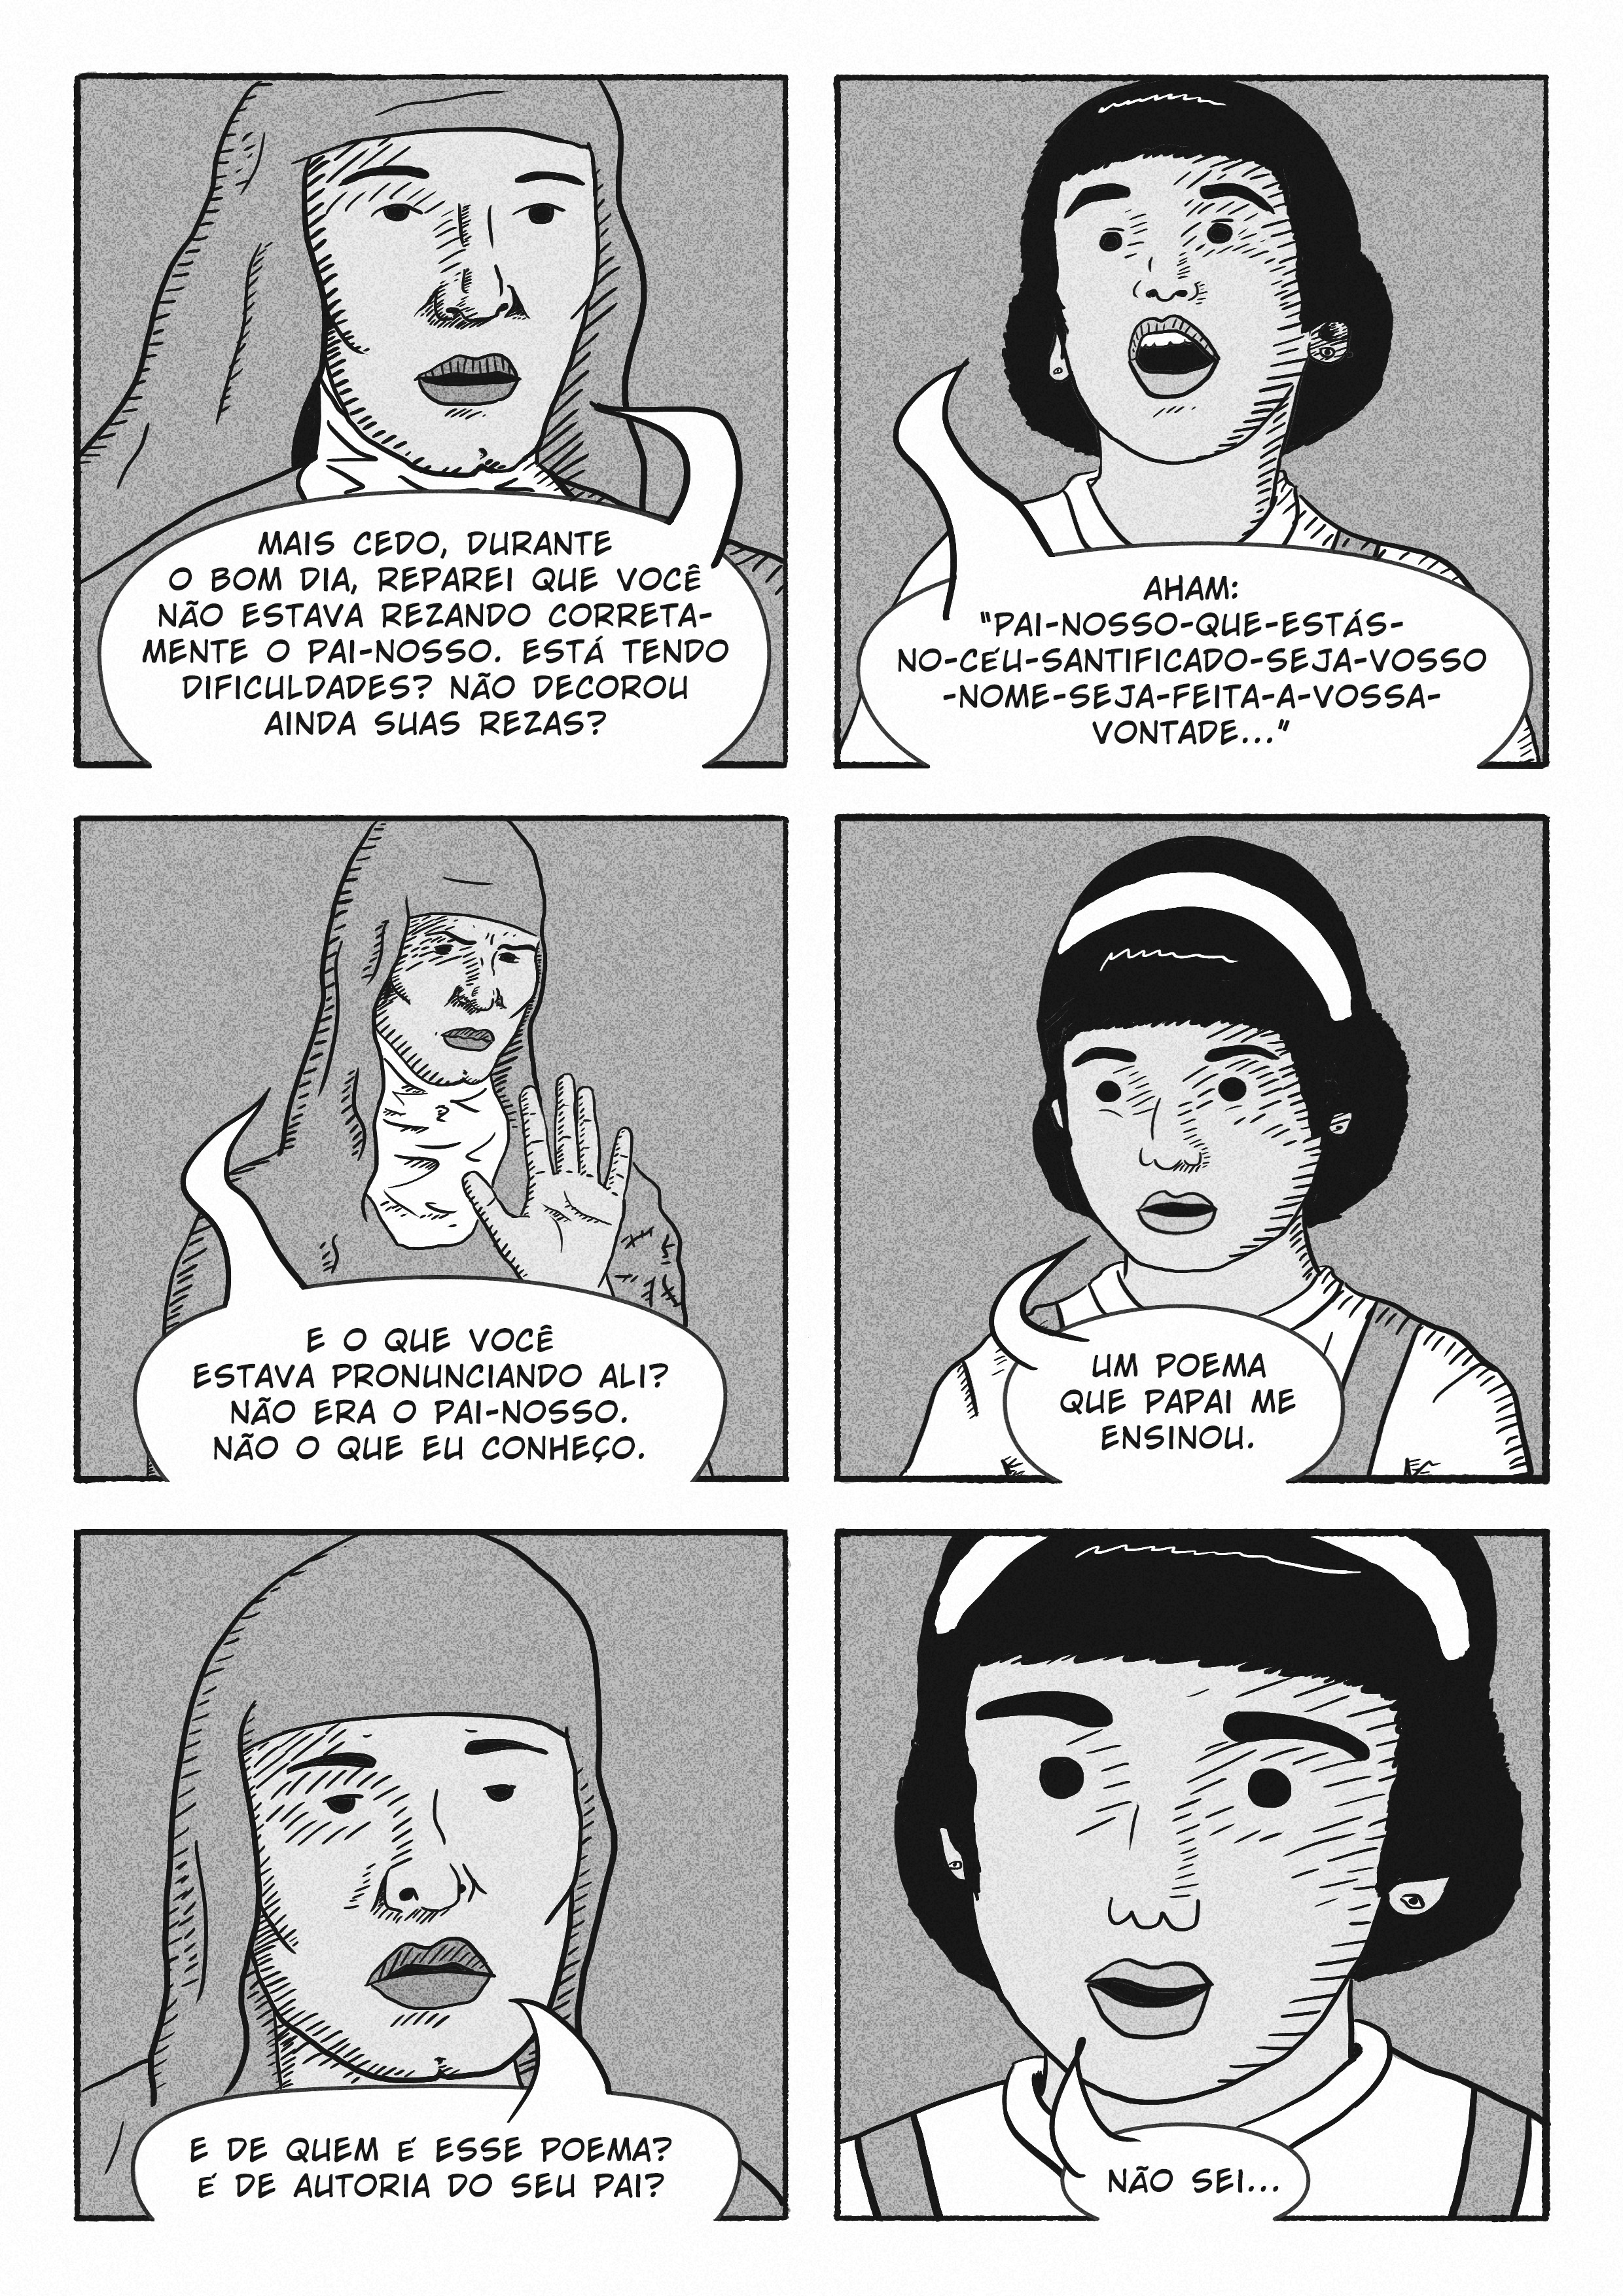 MAIS CEDO, DURANTE
O BOM DIA, REPAREI QUE VOCÊ
NÃO ESTAVA REZANDO CORRETA-
MENTE O PAI-NOSSO. ESTÁ TENDO
DIFICULDADES? NÃO DECOROU
AINDA SUAS REZAS?
AHAM:
"PAI-NOSSO-QUE-ESTÁS-
NO-CÉU-SANTIFICADO-SEJA-VOSSO
-NOME-SEJA-FEITA-A-VOSSA-
VONTADE..."
E O QUE VOCÊ
ESTAVA PRONUNCIANDO ALI?
NÃO ERA O PAI-NOSSO.
NÃO O QUE EU CONHEÇO.
UM POEMA
QUE PAPAI ME
ENSINOU.
E DE QUEM É ESSE POEMA?
É DE AUTORIA DO SEU PAI?
NÃO SEI...